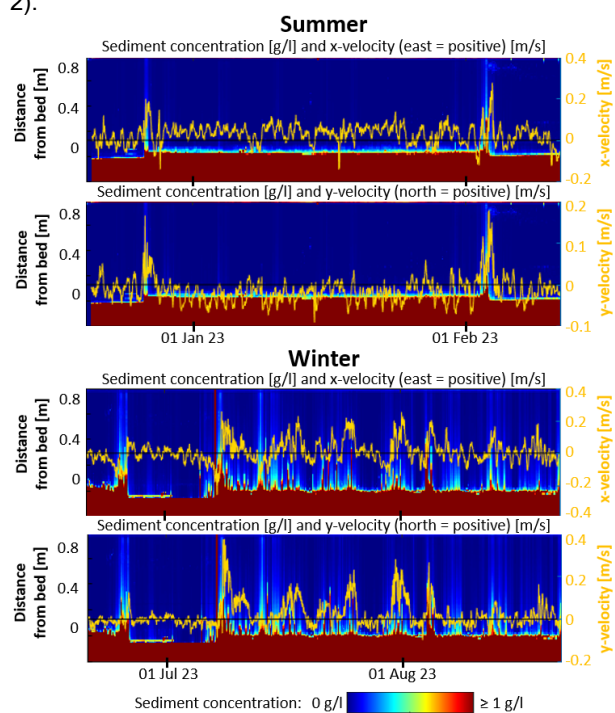 2).
Summer
Sediment concentration [g/l] and x-velocity (east = positive) [m/s]
Distance
from bed [m]
0.8
0.4
0
0.4
0.2
0
-0.2
x-velocity [m/s]
Sediment concentration [g/l] and y-velocity (north = positive) [m/s]
Distance
from bed [m]
0.8
0.4
0
0.2
0.1
0
-0.1
y-velocity [m/s]
01 Jan 23
01 Feb 23
Winter
Sediment concentration [g/l] and x-velocity (east = positive) [m/s]
Distance
from bed [m]
0.8
0.4
0
0.4
0.2
0
-0.2
-0.4
x-velocity [m/s]
Sediment concentration [g/l] and y-velocity (north = positive) [m/s]
Distance
from bed [m]
0.8
0.4
0
0.4
0.2
0
-0.2
y-velocity [m/s]
01 Jul 23
01 Aug 23
Sediment concentration: 0 g/l ≥ 1 g/l